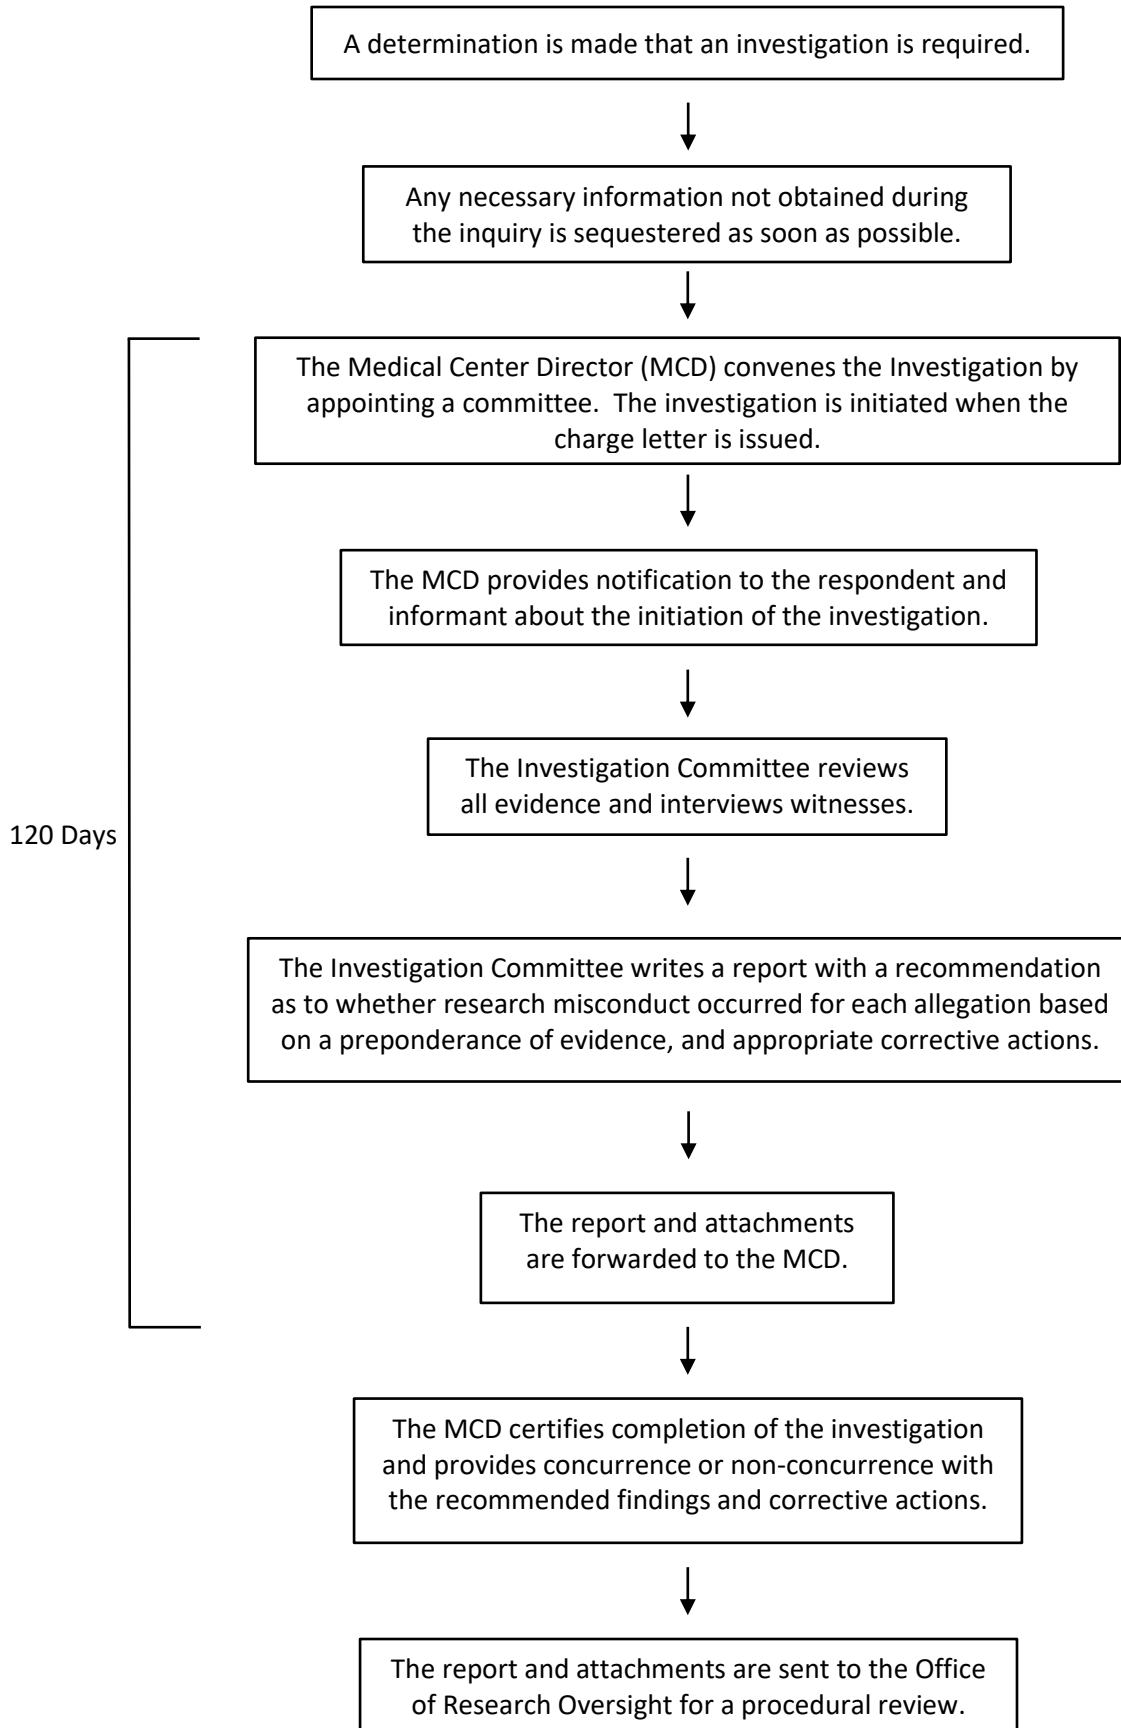 A determination is made that an investigation is required.
Any necessary information not obtained during
the inquiry is sequestered as soon as possible.
The Medical Center Director (MCD) convenes the Investigation by
appointing a committee.  The investigation is initiated when the
charge letter is issued.
The MCD provides notification to the respondent and
informant about the initiation of the investigation.
The Investigation Committee reviews
all evidence and interviews witnesses.
120 Days
The Investigation Committee writes a report with a recommendation
as to whether research misconduct occurred for each allegation based
on a preponderance of evidence, and appropriate corrective actions.
The report and attachments
are forwarded to the MCD.
The MCD certifies completion of the investigation
and provides concurrence or non-concurrence with
the recommended findings and corrective actions.
The report and attachments are sent to the Office
of Research Oversight for a procedural review.